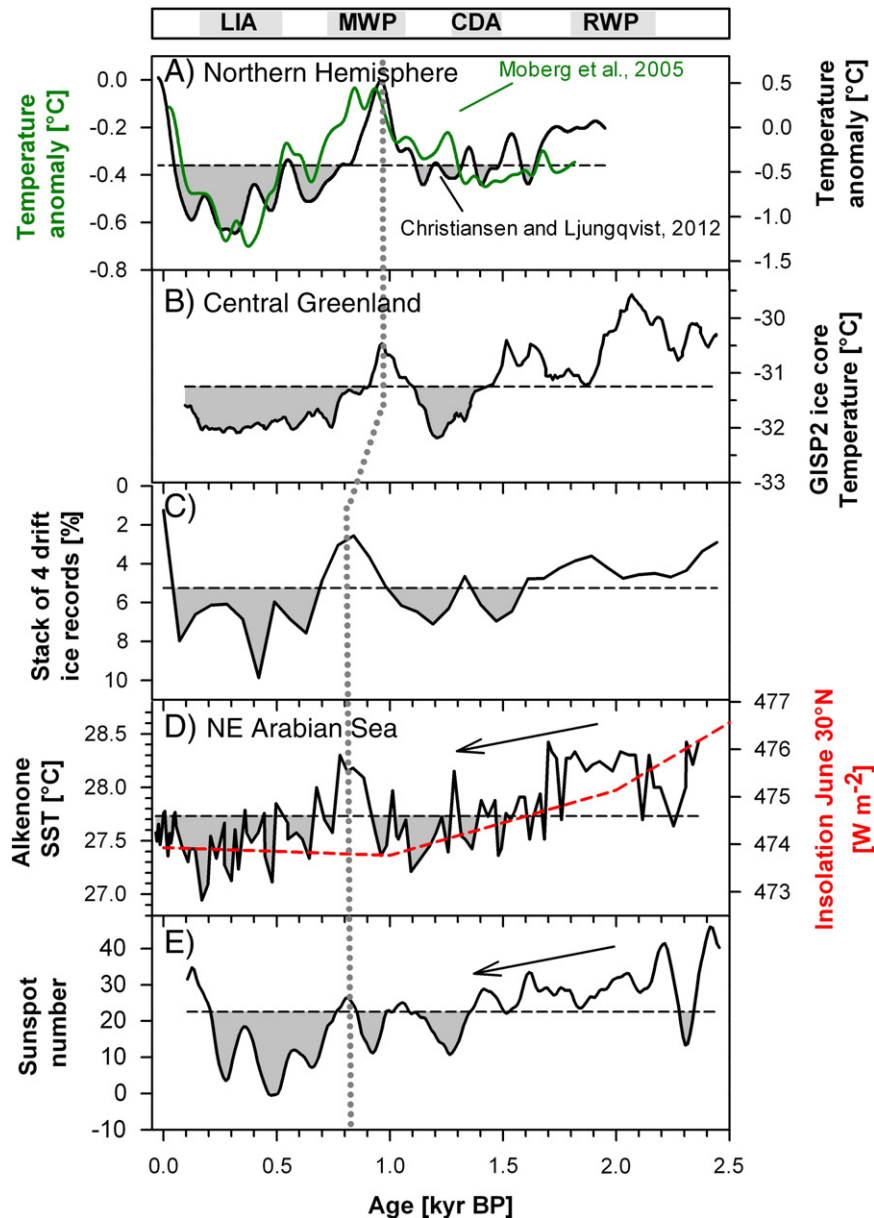 LIA MWP CDA RWP
A) Northern Hemisphere
Moberg et al., 2005
Christiansen and Ljungqvist, 2012
Temperature
anomaly [°C]
0.0
-0.2
-0.4
-0.6
-0.8
0.5
0.0
-0.5
-1.0
-1.5
Temperature
anomaly [°C]
B) Central Greenland
-30
-31
-32
-33
GISP2 ice core
Temperature [°C]
C)
Stack of 4 drift
ice records [%]
0
2
4
6
8
10
D) NE Arabian Sea
Alkenone
SST [°C]
28.5
28.0
27.5
27.0
477
476
475
474
473
Insolation June 30°N
[W m-2]
E)
Sunspot
number
40
30
20
10
0
-10
0.0 0.5 1.0 1.5 2.0 2.5
Age [kyr BP]